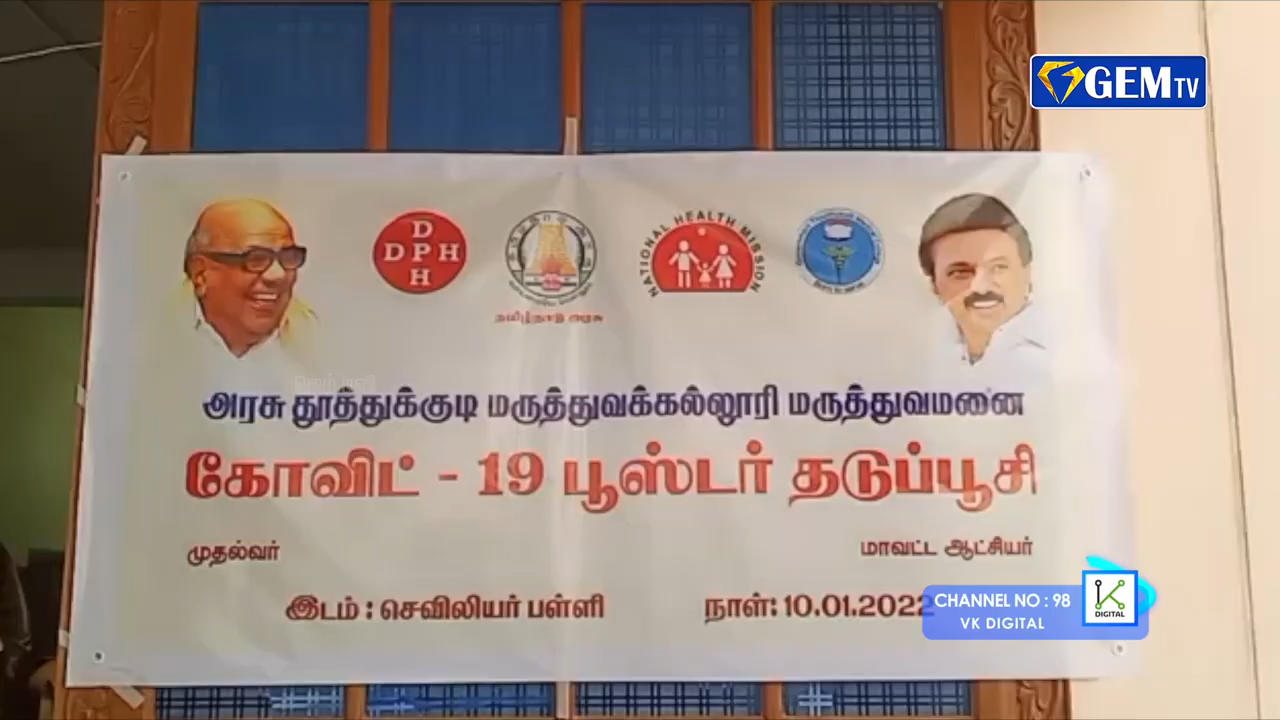 GEM TV
D
DPH
H
NATIONAL HEALTH MISSION
தமிழ்நாடு அரசு
அரசு தூத்துக்குடி மருத்துவக்கல்லூரி மருத்துவமனை
கோவிட் - 19 பூஸ்டர் தடுப்பூசி
முதல்வர்
மாவட்ட ஆட்சியர்
இடம் : செவிலியர் பள்ளி
நாள்: 10.01.2022
CHANNEL NO : 98
VK DIGITAL
DIGITAL